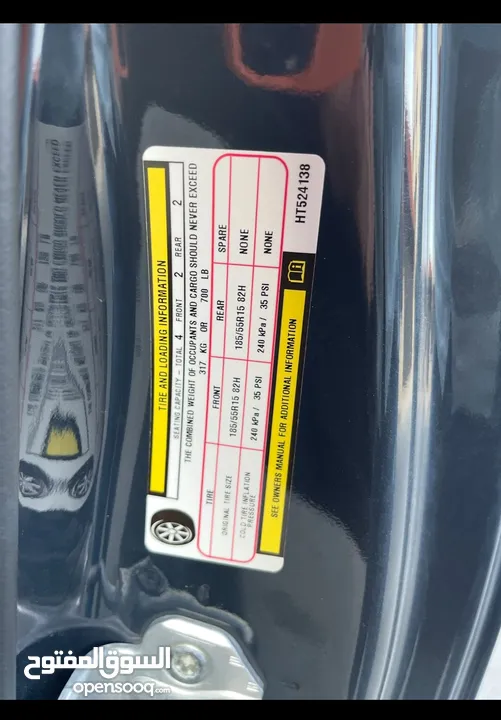 TIRE AND LOADING INFORMATION
SEATING CAPACITY - TOTAL 4 FRONT 2 REAR 2
THE COMBINED WEIGHT OF OCCUPANTS AND CARGO SHOULD NEVER EXCEED
317 KG OR 700 LB
TIRE FRONT REAR SPARE
ORIGINAL TIRE SIZE 185/55R15 82H 185/55R15 82H NONE
COLD TIRE INFLATION PRESSURE 240 kPa / 35 PSI 240 kPa / 35 PSI NONE
SEE OWNERS MANUAL FOR ADDITIONAL INFORMATION
HT524138
السوق المفتوح
opensooq.com